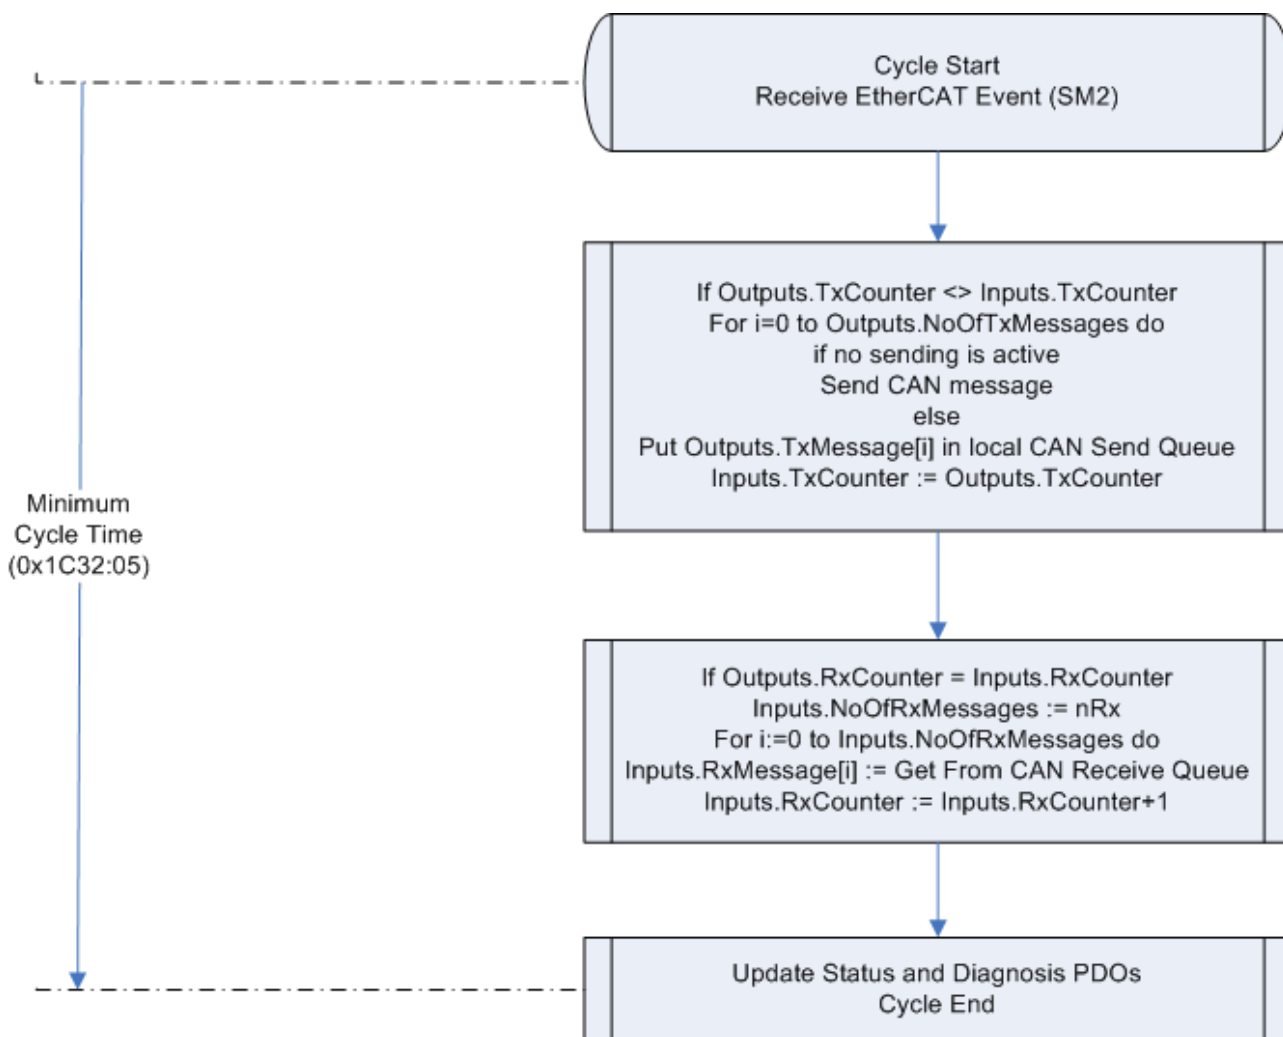 Cycle Start
Receive EtherCAT Event (SM2)
If Outputs.TxCounter <> Inputs.TxCounter
For i=0 to Outputs.NoOfTxMessages do
if no sending is active
Send CAN message
else
Put Outputs.TxMessage[i] in local CAN Send Queue
Inputs.TxCounter := Outputs.TxCounter
Minimum
Cycle Time
(0x1C32:05)
If Outputs.RxCounter = Inputs.RxCounter
Inputs.NoOfRxMessages := nRx
For i:=0 to Inputs.NoOfRxMessages do
Inputs.RxMessage[i] := Get From CAN Receive Queue
Inputs.RxCounter := Inputs.RxCounter+1
Update Status and Diagnosis PDOs
Cycle End